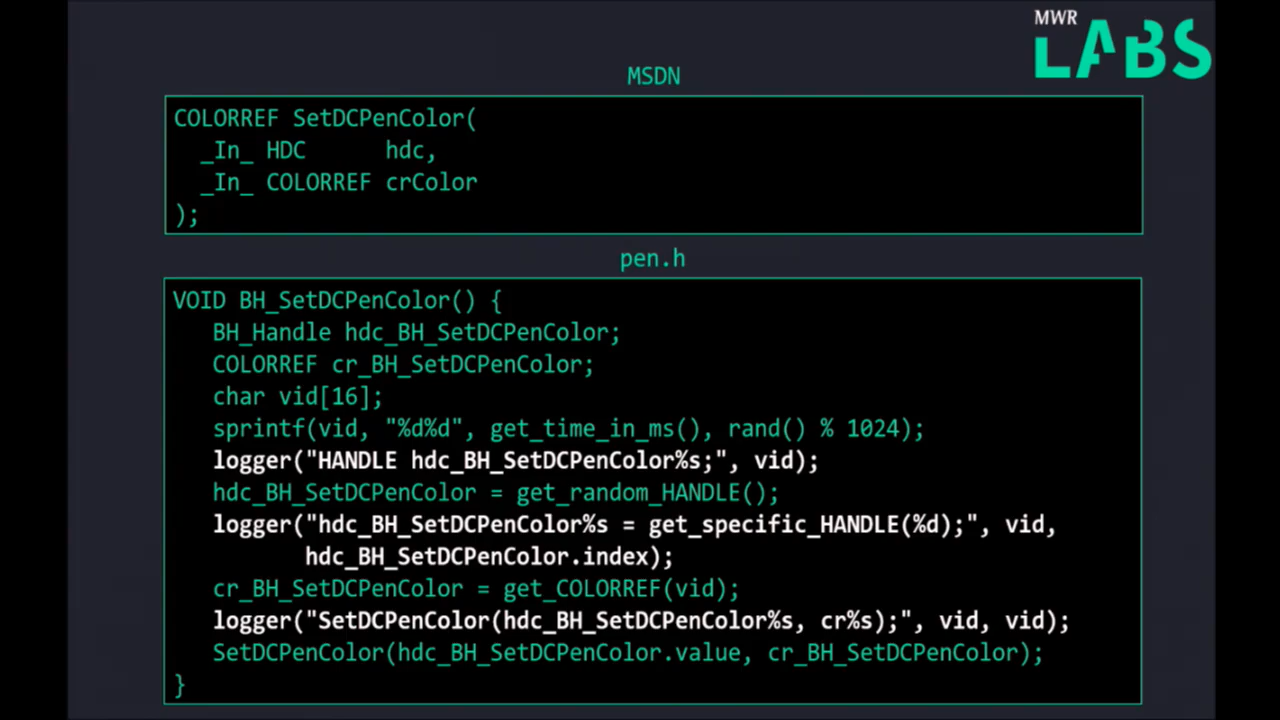 MWR
LABS
MSDN
COLORREF SetDCPenColor(
  _In_ HDC      hdc,
  _In_ COLORREF crColor
);
pen.h
VOID BH_SetDCPenColor() {
   BH_Handle hdc_BH_SetDCPenColor;
   COLORREF cr_BH_SetDCPenColor;
   char vid[16];
   sprintf(vid, "%d%d", get_time_in_ms(), rand() % 1024);
   logger("HANDLE hdc_BH_SetDCPenColor%s;", vid);
   hdc_BH_SetDCPenColor = get_random_HANDLE();
   logger("hdc_BH_SetDCPenColor%s = get_specific_HANDLE(%d);", vid,
          hdc_BH_SetDCPenColor.index);
   cr_BH_SetDCPenColor = get_COLORREF(vid);
   logger("SetDCPenColor(hdc_BH_SetDCPenColor%s, cr%s);", vid, vid);
   SetDCPenColor(hdc_BH_SetDCPenColor.value, cr_BH_SetDCPenColor);
}